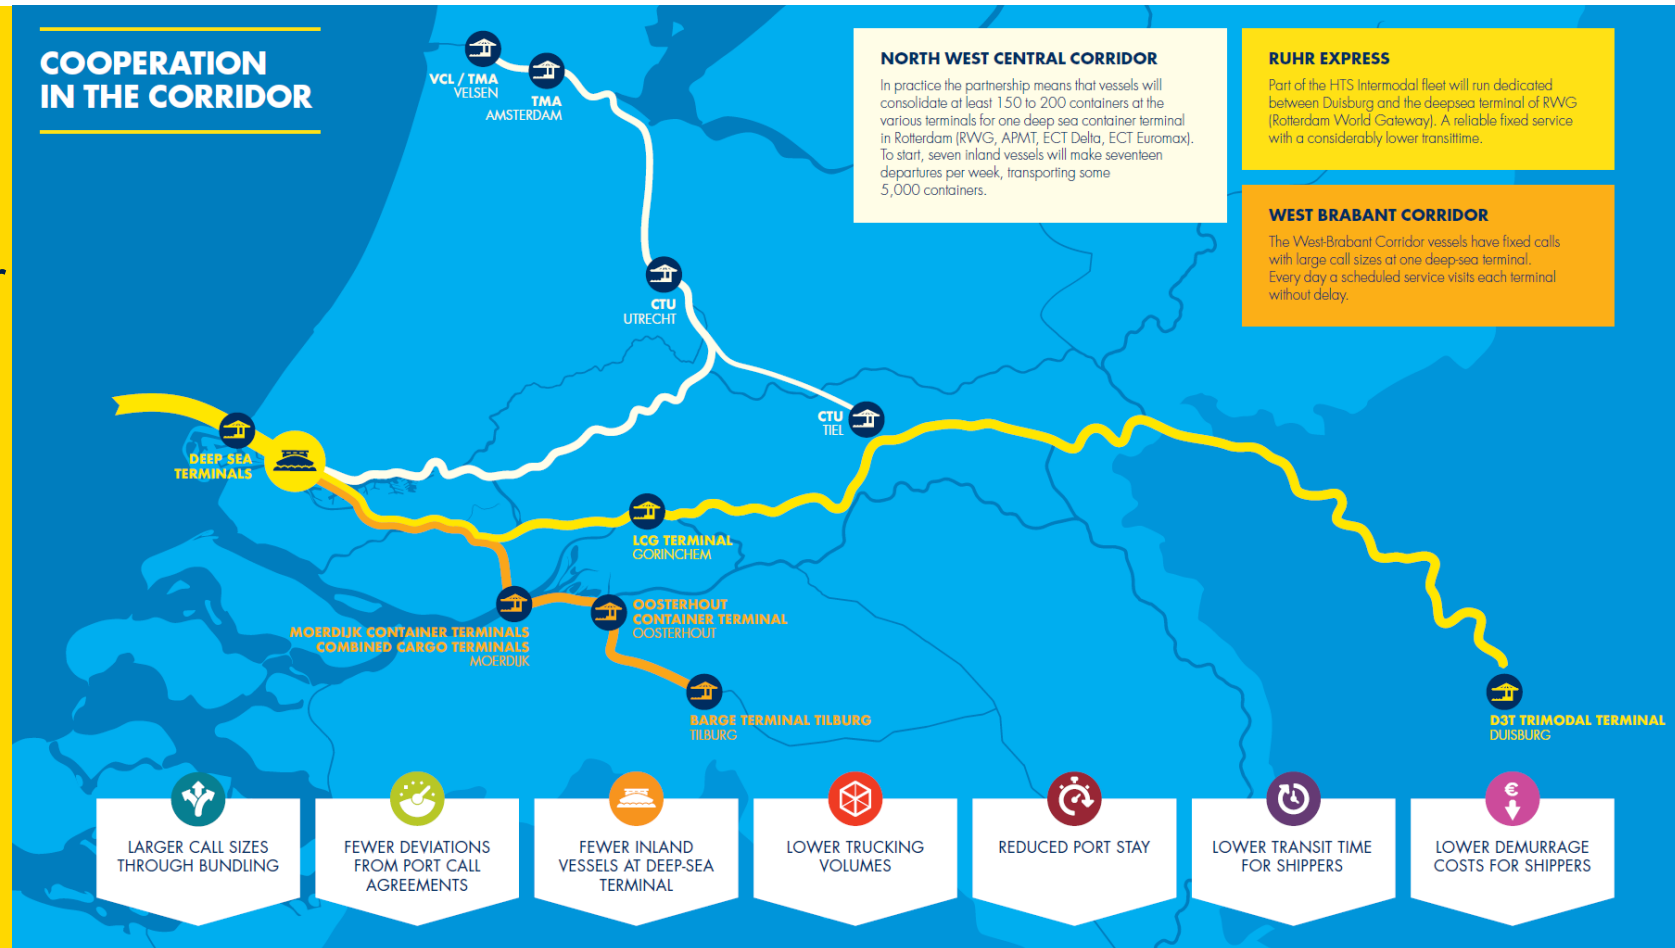 COOPERATION
IN THE CORRIDOR
VCL / TMA
VELSEN
TMA
AMSTERDAM
NORTH WEST CENTRAL CORRIDOR
In practice the partnership means that vessels will
consolidate at least 150 to 200 containers at the
various terminals for one deep sea container terminal
in Rotterdam (RWG, APMT, ECT Delta, ECT Euromax).
To start, seven inland vessels will make seventeen
departures per week, transporting some
5,000 containers.
RUHR EXPRESS
Part of the HTS Intermodal fleet will run dedicated
between Duisburg and the deepsea terminal of RWG
(Rotterdam World Gateway). A reliable fixed service
with a considerably lower transittime.
WEST BRABANT CORRIDOR
The West-Brabant Corridor vessels have fixed calls
with large call sizes at one deep-sea terminal.
Every day a scheduled service visits each terminal
without delay.
CTU
UTRECHT
CTU
TIEL
DEEP SEA
TERMINALS
LCG TERMINAL
GORINCHEM
OOSTERHOUT
CONTAINER TERMINAL
OOSTERHOUT
MOERDIJK CONTAINER TERMINALS
COMBINED CARGO TERMINALS
MOERDIJK
BARGE TERMINAL TILBURG
TILBURG
D3T TRIMODAL TERMINAL
DUISBURG
LARGER CALL SIZES
THROUGH BUNDLING
FEWER DEVIATIONS
FROM PORT CALL
AGREEMENTS
FEWER INLAND
VESSELS AT DEEP-SEA
TERMINAL
LOWER TRUCKING
VOLUMES
REDUCED PORT STAY
LOWER TRANSIT TIME
FOR SHIPPERS
€
LOWER DEMURRAGE
COSTS FOR SHIPPERS